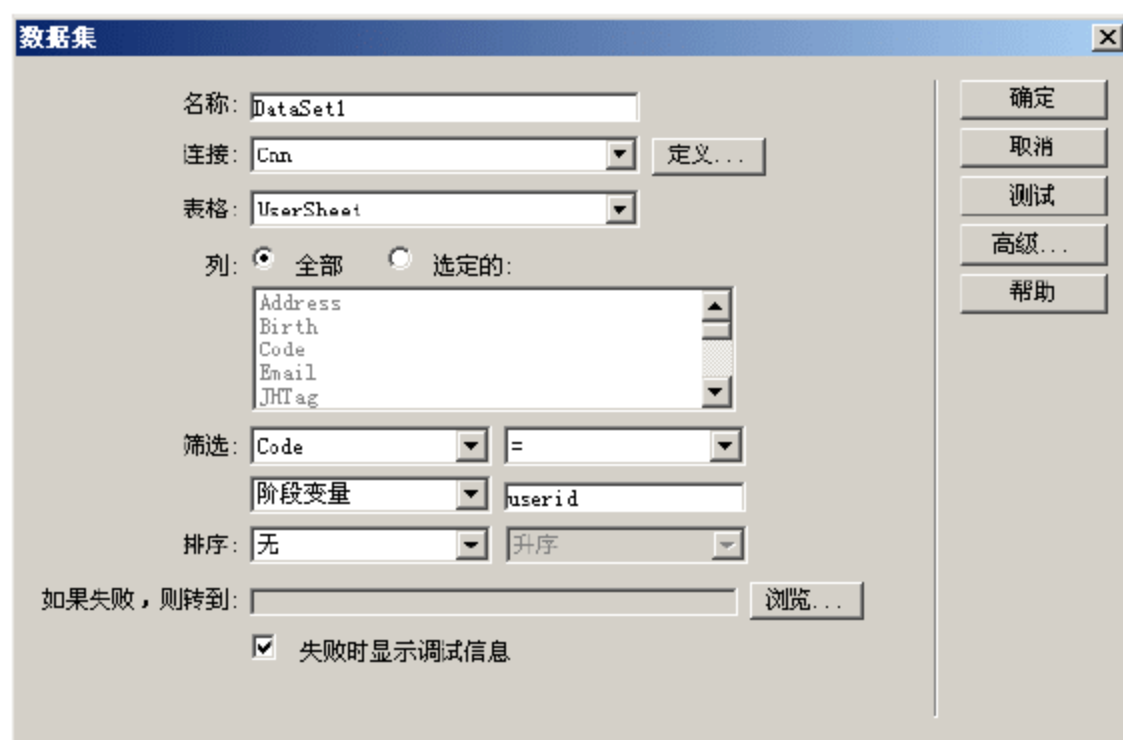 数据集
名称: DataSet1
确定
连接: Cnn 定义...
取消
表格: UserSheet
测试
列: 全部 选定的:
高级...
Address
帮助
Birth
Code
Email
JHTag
筛选: Code =
阶段变量 userid
排序: 无 升序
如果失败，则转到: 浏览...
失败时显示调试信息